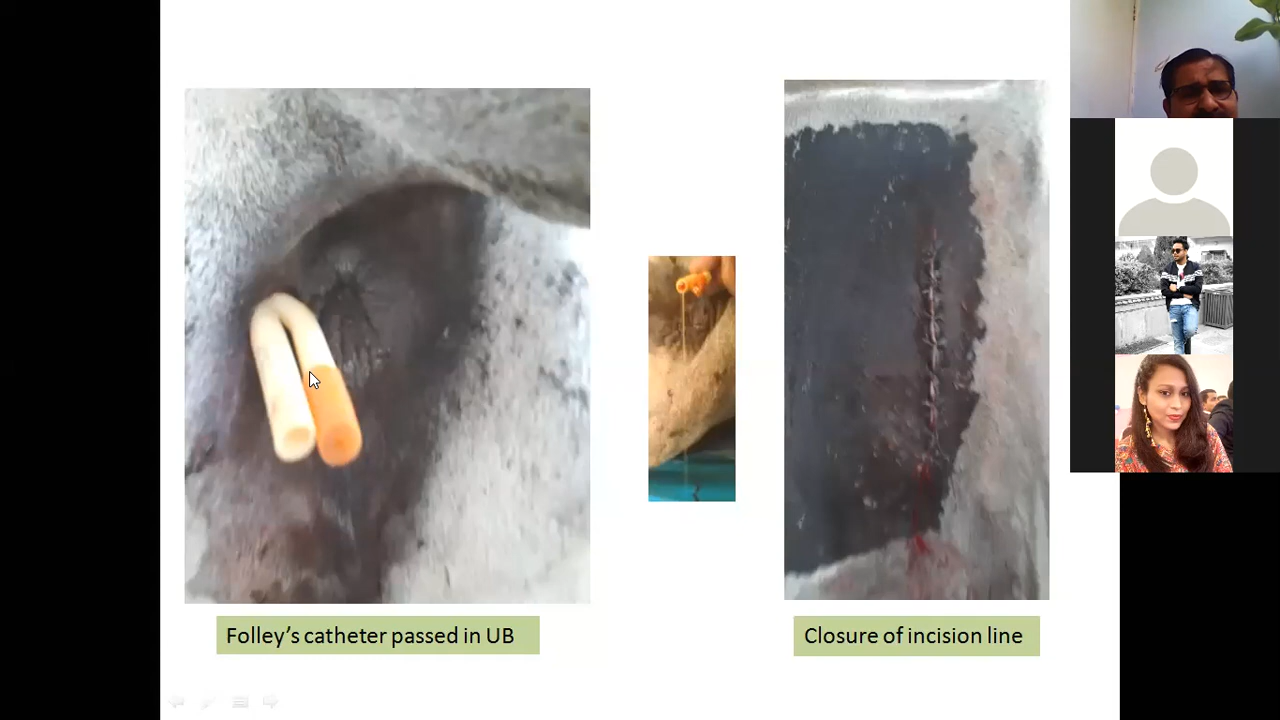 Folley’s catheter passed in UB
Closure of incision line